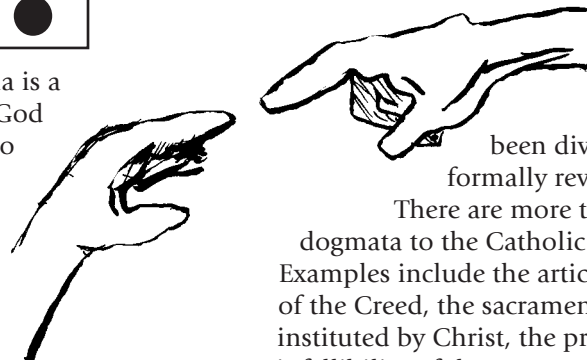 a is a
God
o
been div
formally rev
There are more t
dogmata to the Catholic
Examples include the artic
of the Creed, the sacramen
instituted by Christ, the pr